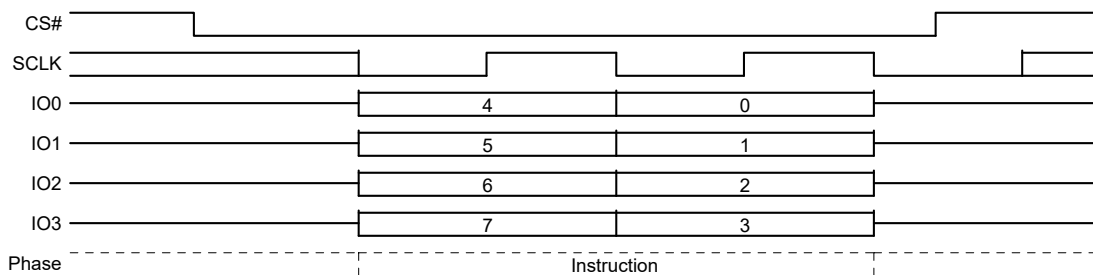 CS#
SCLK
IO0 4 0
IO1 5 1
IO2 6 2
IO3 7 3
Phase Instruction